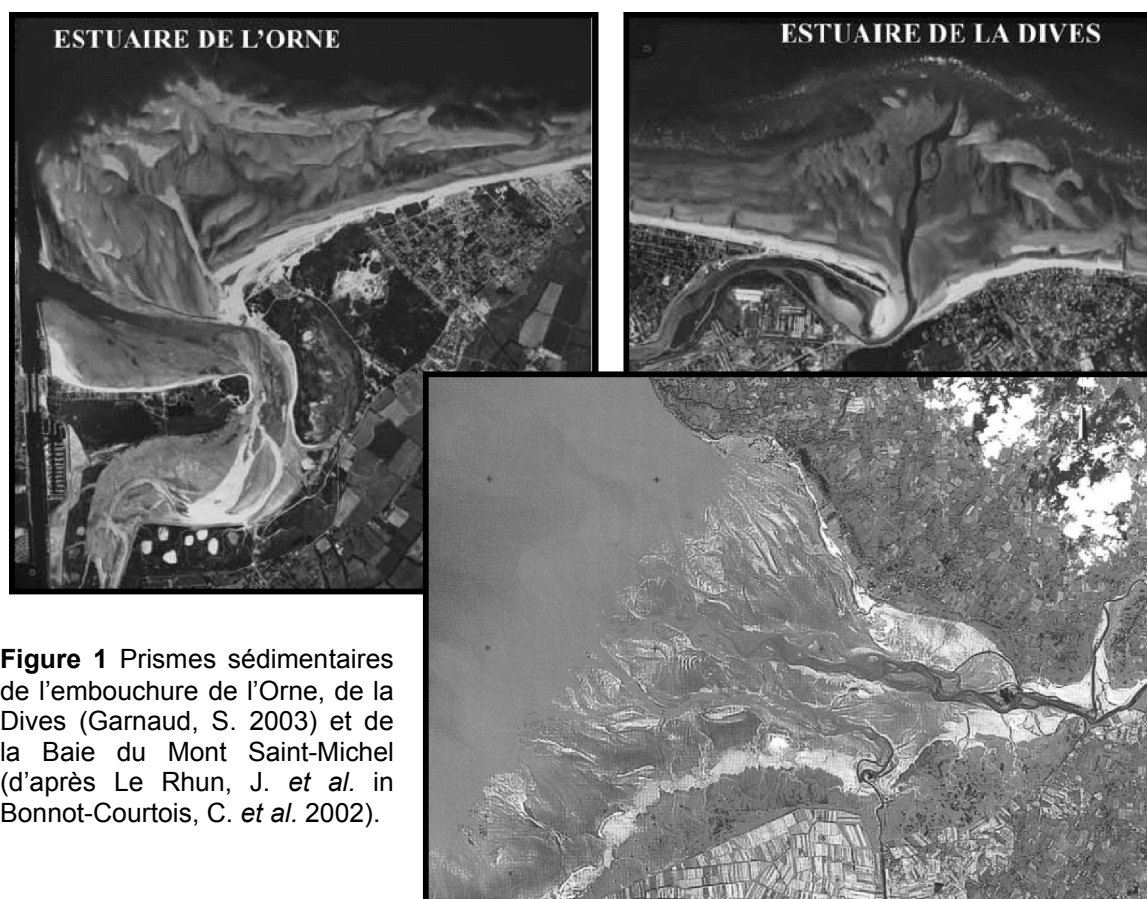 ESTUAIRE DE L'ORNE
ESTUAIRE DE LA DIVES
Figure 1 Prismes sédimentaires
de l'embouchure de l'Orne, de la
Dives (Garnaud, S. 2003) et de
la Baie du Mont Saint-Michel
(d'après Le Rhun, J. et al. in
Bonnot-Courtois, C. et al. 2002).